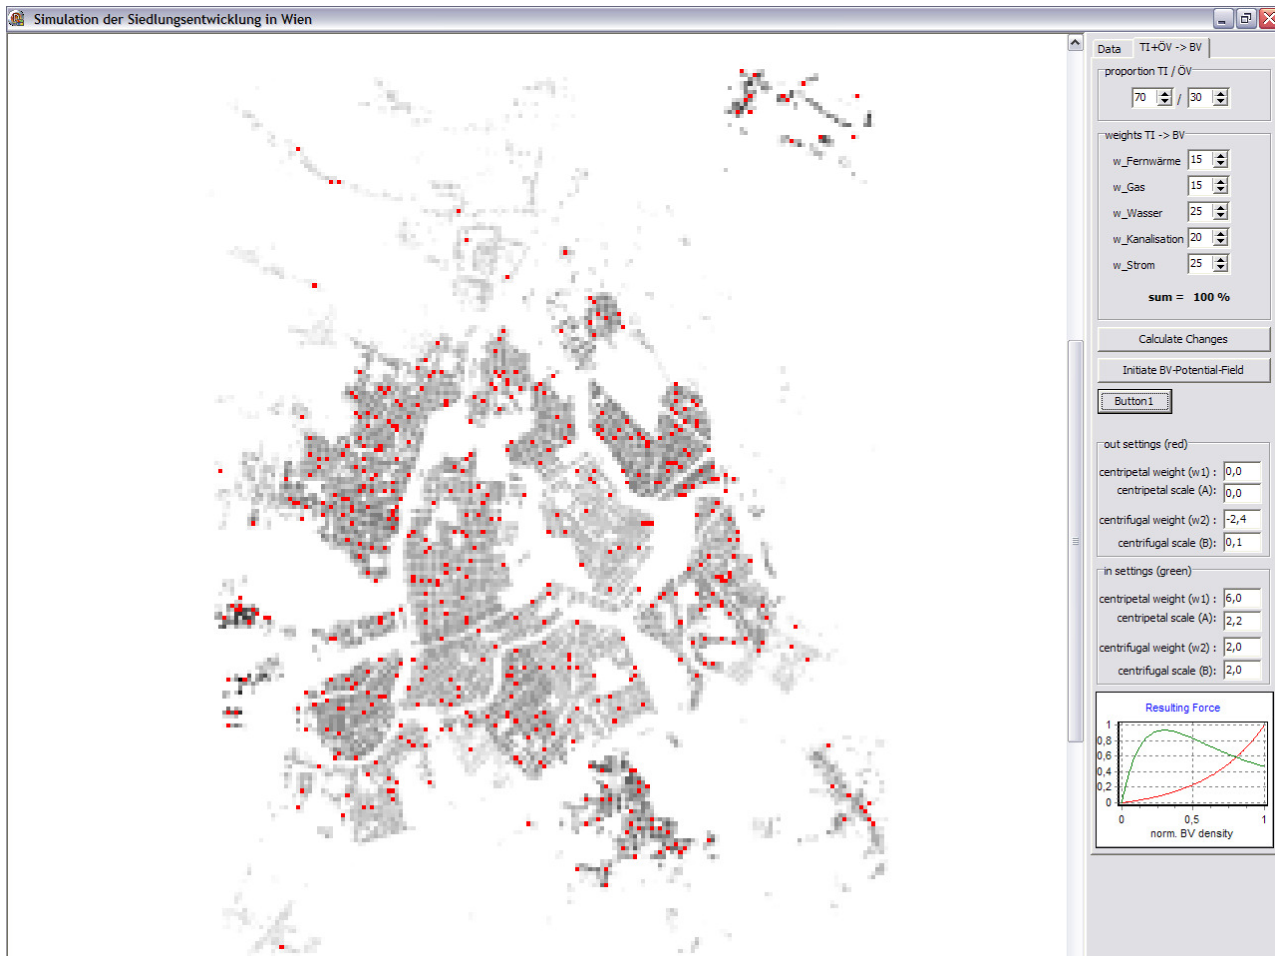 Simulation der Siedlungsentwicklung in Wien
Data TI+ÖV -> BV
proportion TI / ÖV
70 / 30
weights TI -> BV
w_Fernwärme 15
w_Gas 15
w_Wasser 25
w_Kanalisation 20
w_Strom 25
sum = 100 %
Calculate Changes
Initiate BV-Potential-Field
Button1
out settings (red)
centripetal weight (w1) : 0,0
centripetal scale (A): 0,0
centrifugal weight (w2) : -2,4
centrifugal scale (B): 0,1
in settings (green)
centripetal weight (w1) : 6,0
centripetal scale (A): 2,2
centrifugal weight (w2) : 2,0
centrifugal scale (B): 2,0
Resulting Force
1
0,8
0,6
0,4
0,2
0
0 0,5 1
norm. BV density